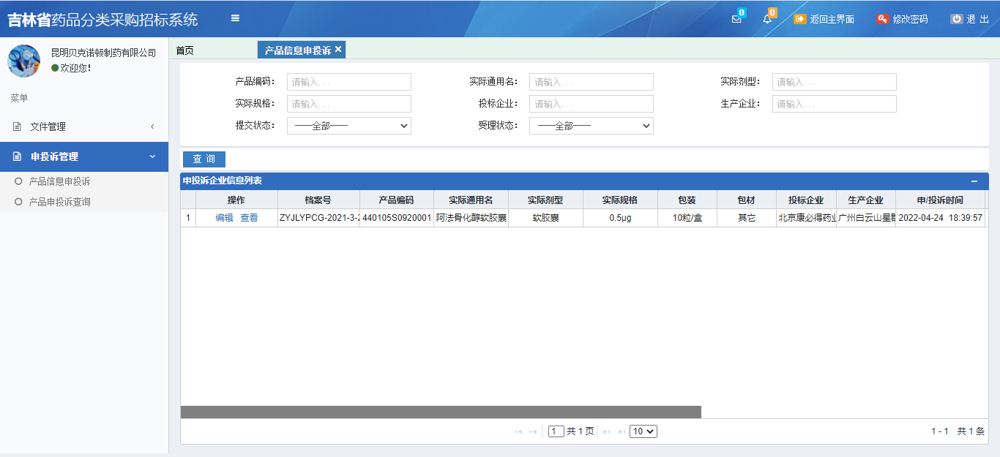 吉林省药品分类采购招标系统
0
0
返回主界面
修改密码
退 出
昆明贝克诺顿制药有限公司
欢迎您!
菜单
文件管理
申投诉管理
产品信息申投诉
产品申投诉查询
首页
产品信息申投诉 ×
产品编码: 请输入... 实际通用名: 请输入... 实际剂型: 请输入...
实际规格: 请输入... 投标企业: 请输入... 生产企业: 请输入...
提交状态: ——全部—— 受理状态: ——全部——
查 询
申投诉企业信息列表
操作 档案号 产品编码 实际通用名 实际剂型 实际规格 包装 包材 投标企业 生产企业 申/投诉时间
1 编辑 查看 ZYJLYPCG-2021-3-2 440105S0920001 阿法骨化醇软胶囊 软胶囊 0.5μg 10粒/盒 其它 北京康必得药业 广州白云山星群 2022-04-24 18:39:57
1 共 1 页 10
1 - 1 共 1 条